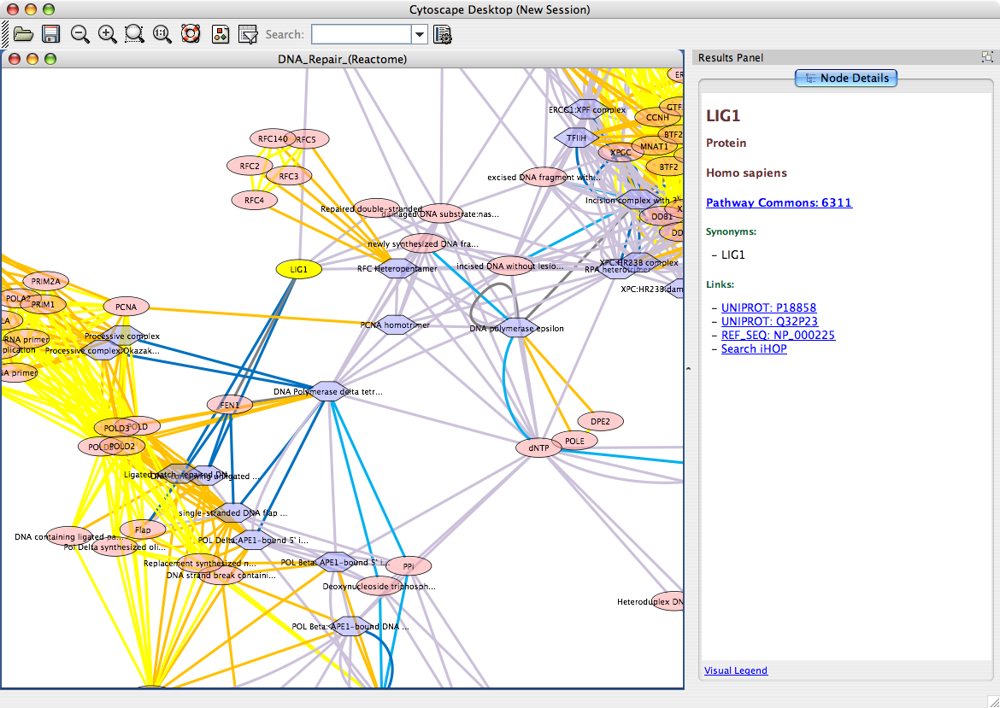 Cytoscape Desktop (New Session)
Search:
DNA_Repair_(Reactome)
Results Panel
Node Details
LIG1
Protein
Homo sapiens
Pathway Commons: 6311
Synonyms:
– LIG1
Links:
– UNIPROT: P18858
– UNIPROT: Q32P23
– REF_SEQ: NP_000225
– Search iHOP
Visual Legend
ERCC1:XPF complex
CCNH
TFIIH
BTF2
MNAT1
XPGC
BTF2
RFC140
RFC5
RFC2
RFC3
RFC4
excised DNA fragment with...
Incision complex with 3'
DDB1
Repaired double-stranded
damaged DNA substrate:nas...
newly synthesized DNA fra...
LIG1
RFC Heteropentamer
incised DNA without lesio...
XPC:HR23B complex
RPA heterotrimer
XPC:HR23B:dam
PRIM2A
POLA2
PRIM1
PCNA
PCNA homotrimer
DNA polymerase epsilon
Processive complex
RNA primer
Processive complex:Okazak...
DNA Polymerase delta tetr...
FEN1
DPE2
POLE
dNTP
POLD3
POLD
POLD2
Ligated patch-repaired DN
single-stranded DNA flap ...
Flap
DNA containing ligated pa...
Pol Delta synthesized oli...
POL Delta:APE1-bound 5' i...
Replacement synthesized n...
DNA strand break containi...
POL Beta:APE1-bound 5' i...
PPi
Deoxynucleoside triphosph...
Heteroduplex DN
POL Beta:APE1-bound DNA ...